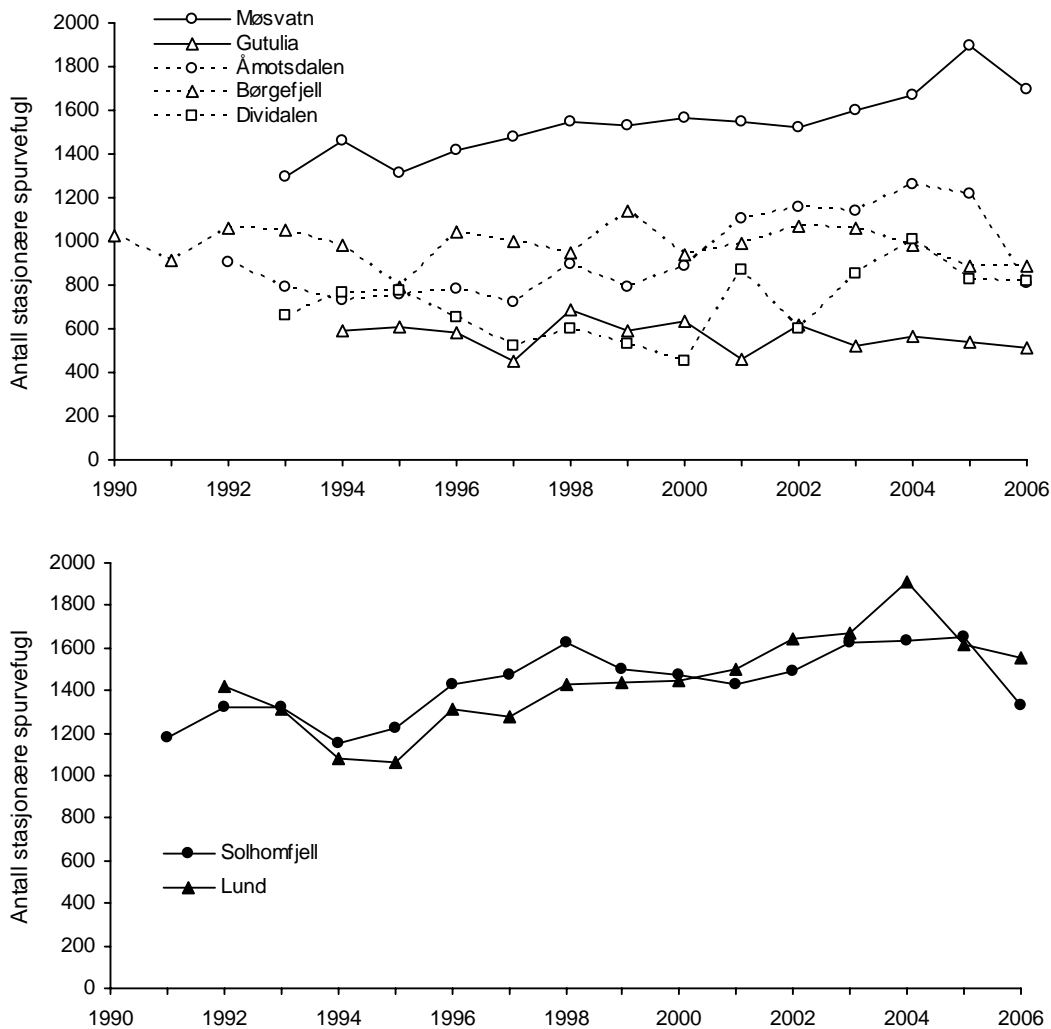 Antall stasjonære spurvefugl
2000
1800
1600
1400
1200
1000
800
600
400
200
0
Møsvatn
Gutulia
Åmotsdalen
Børgefjell
Dividalen
1990 1992 1994 1996 1998 2000 2002 2004 2006
Antall stasjonære spurvefugl
2000
1800
1600
1400
1200
1000
800
600
400
200
0
Solhomfjell
Lund
1990 1992 1994 1996 1998 2000 2002 2004 2006